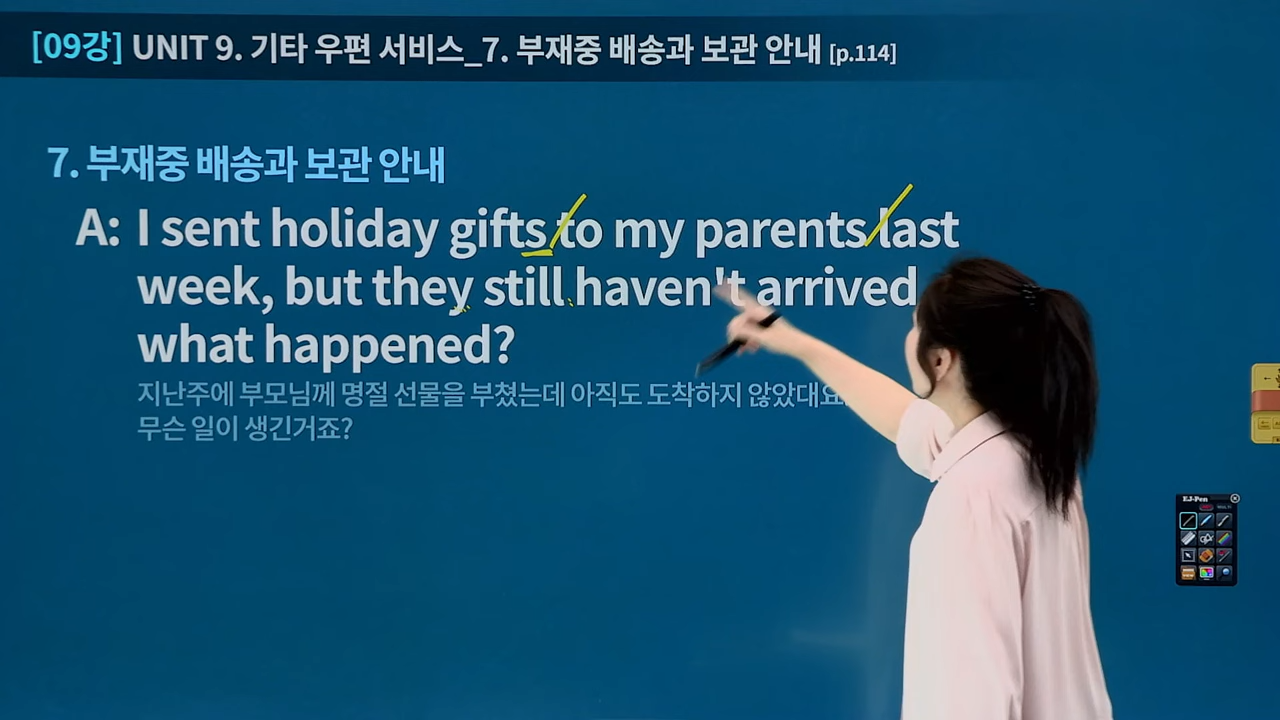 [09강] UNIT 9. 기타 우편 서비스_7. 부재중 배송과 보관 안내 [p.114]
7. 부재중 배송과 보관 안내
A: I sent holiday gifts to my parents last
week, but they still haven't arrived
what happened?
지난주에 부모님께 명절 선물을 부쳤는데 아직도 도착하지 않았대요.
무슨 일이 생긴거죠?
EJ-Pen